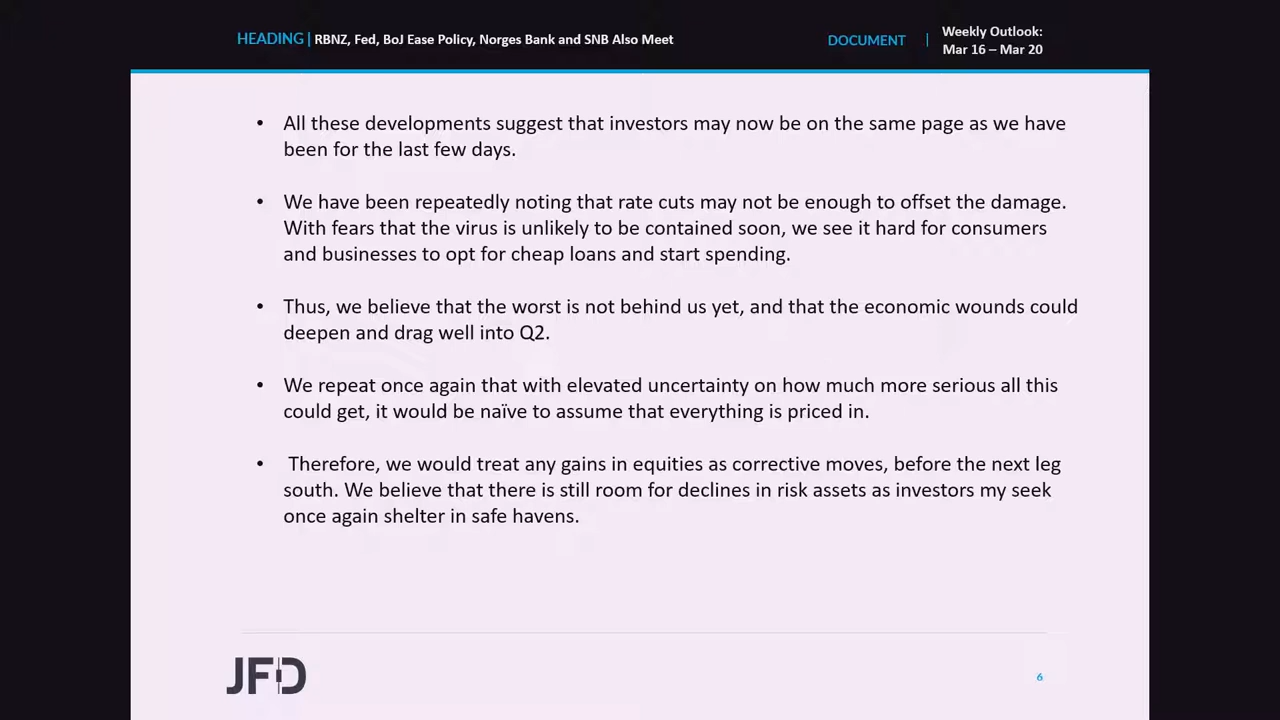 HEADING | RBNZ, Fed, BoJ Ease Policy, Norges Bank and SNB Also Meet
DOCUMENT | Weekly Outlook:
Mar 16 – Mar 20
• All these developments suggest that investors may now be on the same page as we have
been for the last few days.
• We have been repeatedly noting that rate cuts may not be enough to offset the damage.
With fears that the virus is unlikely to be contained soon, we see it hard for consumers
and businesses to opt for cheap loans and start spending.
• Thus, we believe that the worst is not behind us yet, and that the economic wounds could
deepen and drag well into Q2.
• We repeat once again that with elevated uncertainty on how much more serious all this
could get, it would be naïve to assume that everything is priced in.
• Therefore, we would treat any gains in equities as corrective moves, before the next leg
south. We believe that there is still room for declines in risk assets as investors my seek
once again shelter in safe havens.
JFD
6